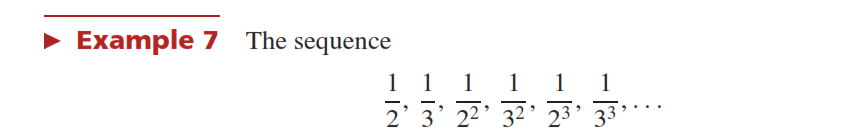 ▶ Example 7 The sequence
1/2, 1/3, 1/2², 1/3², 1/2³, 1/3³, ...